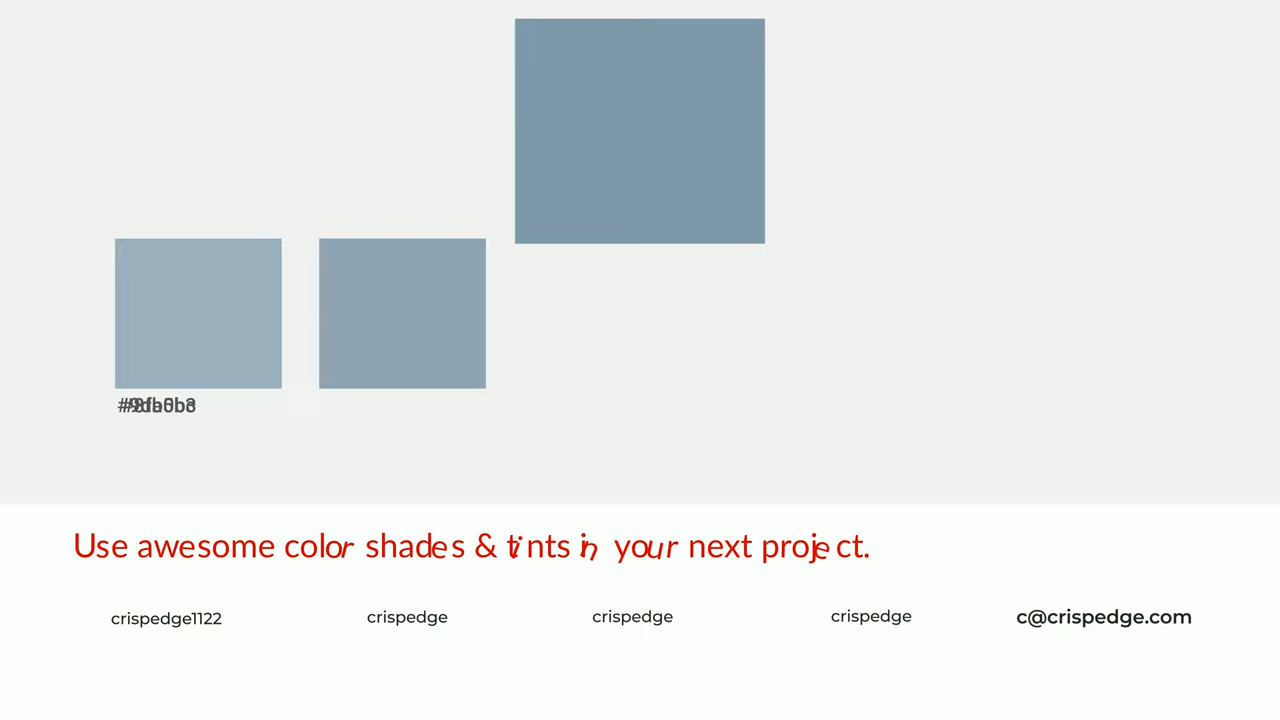 Use awesome color shades & tints in your next project.
crispedge1122 crispedge crispedge crispedge c@crispedge.com